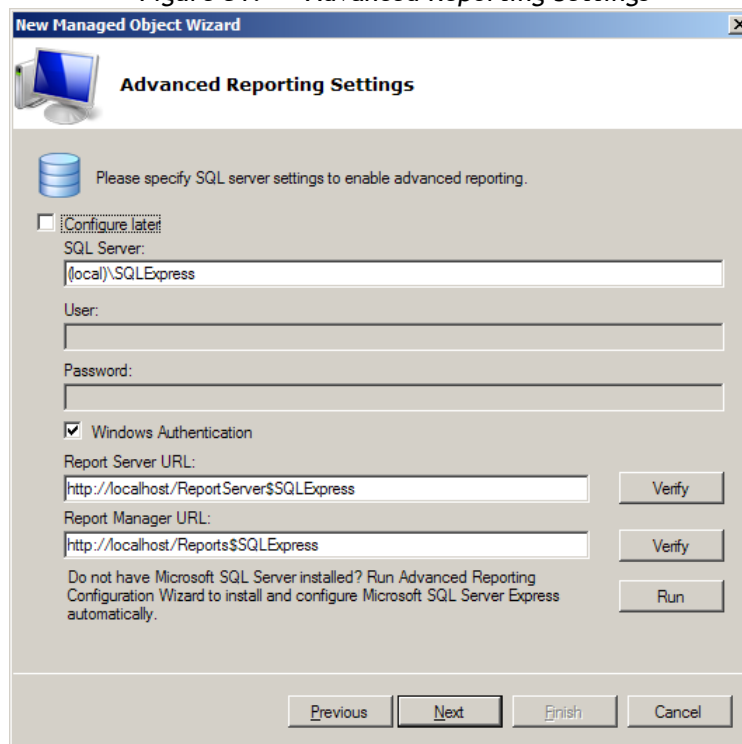 New Managed Object Wizard
Advanced Reporting Settings
Please specify SQL server settings to enable advanced reporting.
Configure later
SQL Server:
(local)\SQLExpress
User:
Password:
Windows Authentication
Report Server URL:
http://localhost/ReportServer$SQLExpress
Verify
Report Manager URL:
http://localhost/Reports$SQLExpress
Verify
Do not have Microsoft SQL Server installed? Run Advanced Reporting
Configuration Wizard to install and configure Microsoft SQL Server Express
automatically.
Run
Previous
Next
Finish
Cancel